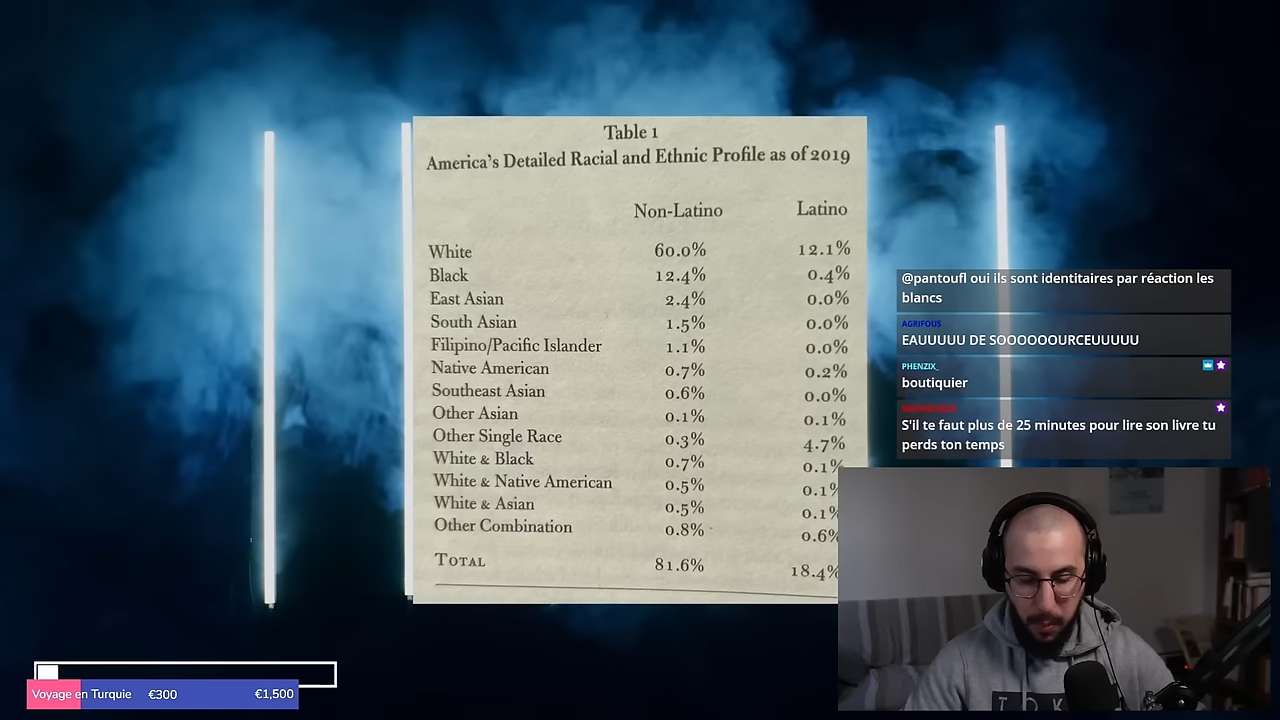 Table 1
America's Detailed Racial and Ethnic Profile as of 2019
Non-Latino Latino
White 60.0% 12.1%
Black 12.4% 0.4%
East Asian 2.4% 0.0%
South Asian 1.5% 0.0%
Filipino/Pacific Islander 1.1% 0.0%
Native American 0.7% 0.2%
Southeast Asian 0.6% 0.0%
Other Asian 0.1% 0.1%
Other Single Race 0.3% 4.7%
White & Black 0.7% 0.1%
White & Native American 0.5% 0.1%
White & Asian 0.5% 0.1%
Other Combination 0.8% 0.6%
TOTAL 81.6% 18.4%
@pantoufl oui ils sont identitaires par réaction les
blancs
AGRIFOUS
EAUUUUU DE SOOOOOOURCEUUUUU
PHENZIX_
boutiquier
S'il te faut plus de 25 minutes pour lire son livre tu
perds ton temps
Voyage en Turquie €300 €1,500